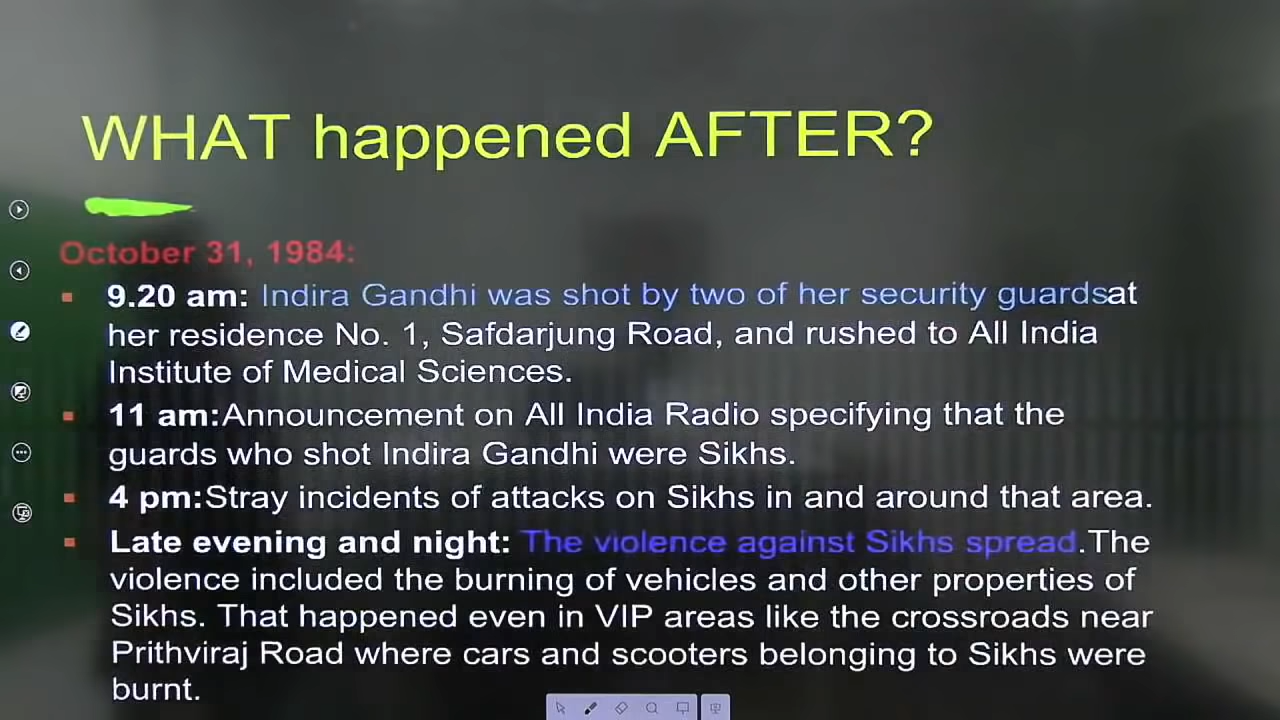 WHAT happened AFTER?
October 31, 1984:
9.20 am: Indira Gandhi was shot by two of her security guardsat
her residence No. 1, Safdarjung Road, and rushed to All India
Institute of Medical Sciences.
11 am:Announcement on All India Radio specifying that the
guards who shot Indira Gandhi were Sikhs.
4 pm:Stray incidents of attacks on Sikhs in and around that area.
Late evening and night: The violence against Sikhs spread.The
violence included the burning of vehicles and other properties of
Sikhs. That happened even in VIP areas like the crossroads near
Prithviraj Road where cars and scooters belonging to Sikhs were
burnt.